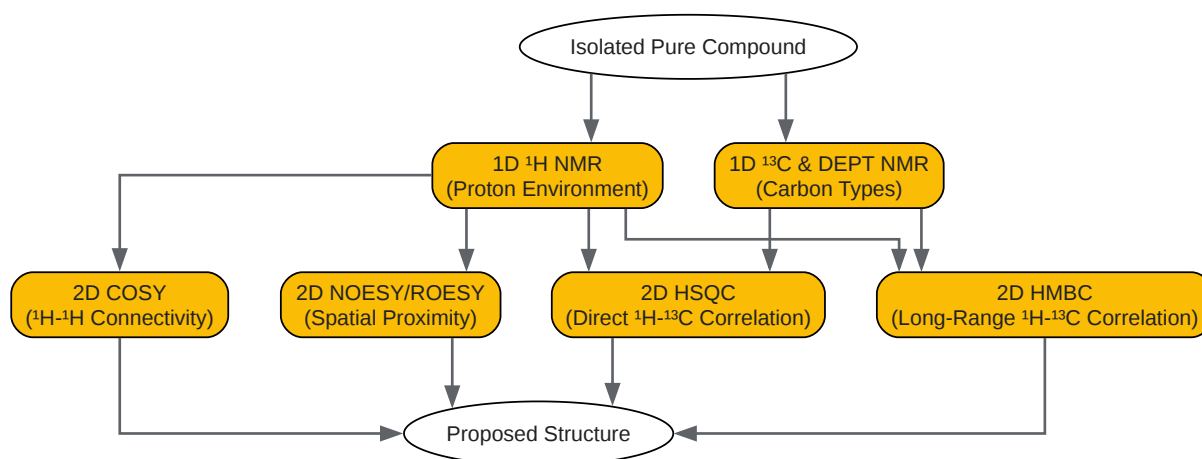 Isolated Pure Compound
1D ¹H NMR
(Proton Environment)
1D ¹³C & DEPT NMR
(Carbon Types)
2D COSY
(¹H-¹H Connectivity)
2D NOESY/ROESY
(Spatial Proximity)
2D HSQC
(Direct ¹H-¹³C Correlation)
2D HMBC
(Long-Range ¹H-¹³C Correlation)
Proposed Structure